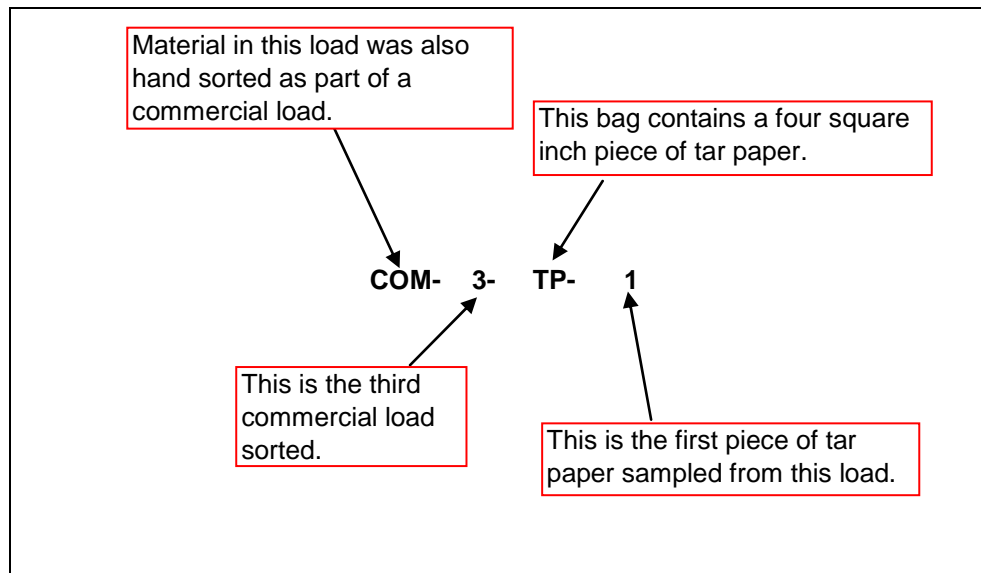 Material in this load was also
hand sorted as part of a
commercial load.
This bag contains a four square
inch piece of tar paper.
COM- 3- TP- 1
This is the third
commercial load
sorted.
This is the first piece of tar
paper sampled from this load.